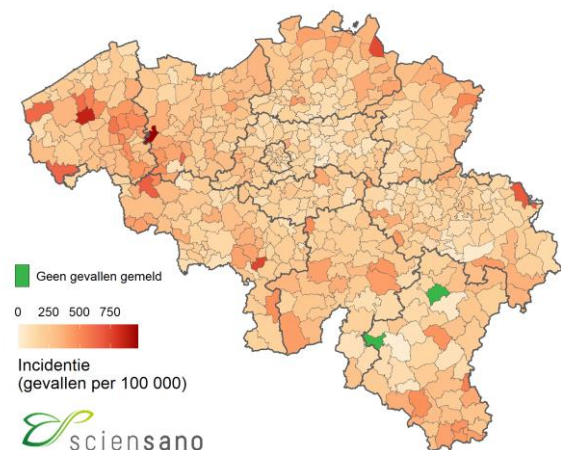 Geen gevallen gemeld
0 250 500 750
Incidentie
(gevallen per 100 000)
sciensano